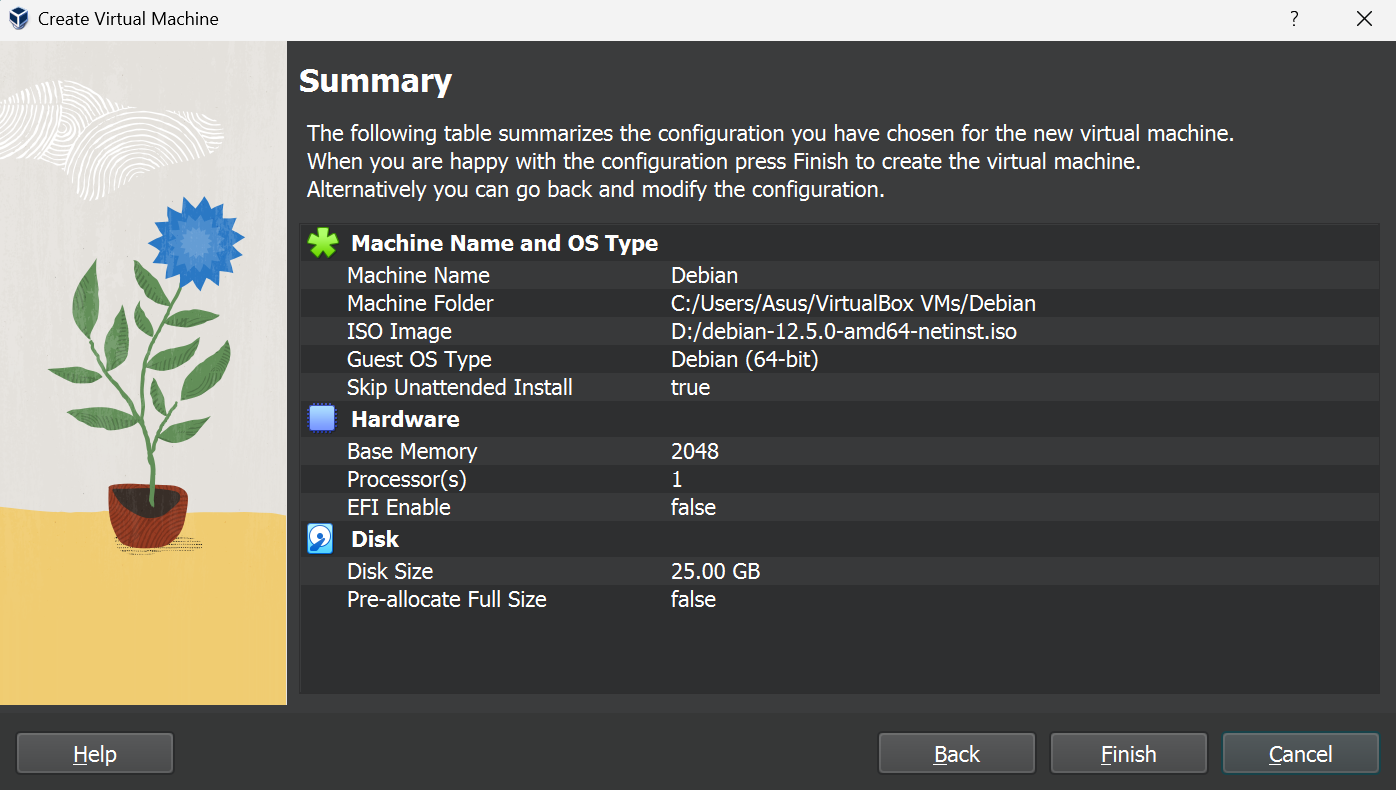 Create Virtual Machine
?
Summary
The following table summarizes the configuration you have chosen for the new virtual machine.
When you are happy with the configuration press Finish to create the virtual machine.
Alternatively you can go back and modify the configuration.
Machine Name and OS Type
Machine Name Debian
Machine Folder C:/Users/Asus/VirtualBox VMs/Debian
ISO Image D:/debian-12.5.0-amd64-netinst.iso
Guest OS Type Debian (64-bit)
Skip Unattended Install true
Hardware
Base Memory 2048
Processor(s) 1
EFI Enable false
Disk
Disk Size 25.00 GB
Pre-allocate Full Size false
Help Back Finish Cancel